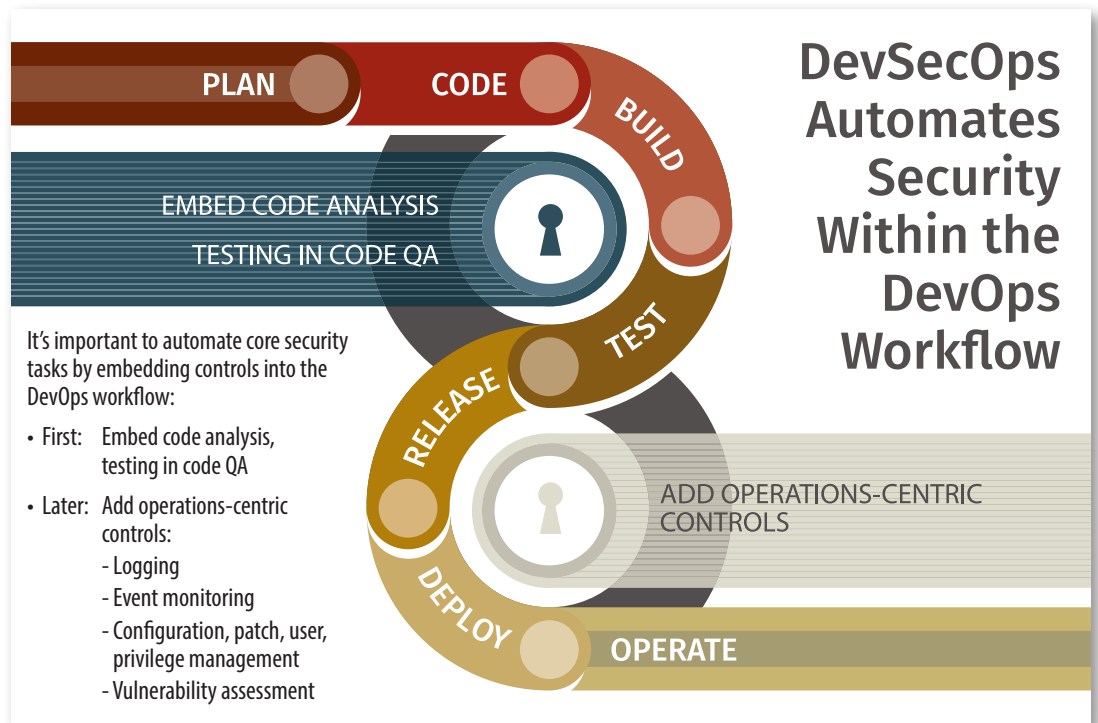 DevSecOps
Automates
Security
Within the
DevOps
Workflow
PLAN
CODE
BUILD
TEST
RELEASE
DEPLOY
OPERATE
EMBED CODE ANALYSIS
TESTING IN CODE QA
ADD OPERATIONS-CENTRIC
CONTROLS
It’s important to automate core security
tasks by embedding controls into the
DevOps workflow:
• First: Embed code analysis,
testing in code QA
• Later: Add operations-centric
controls:
- Logging
- Event monitoring
- Configuration, patch, user,
privilege management
- Vulnerability assessment